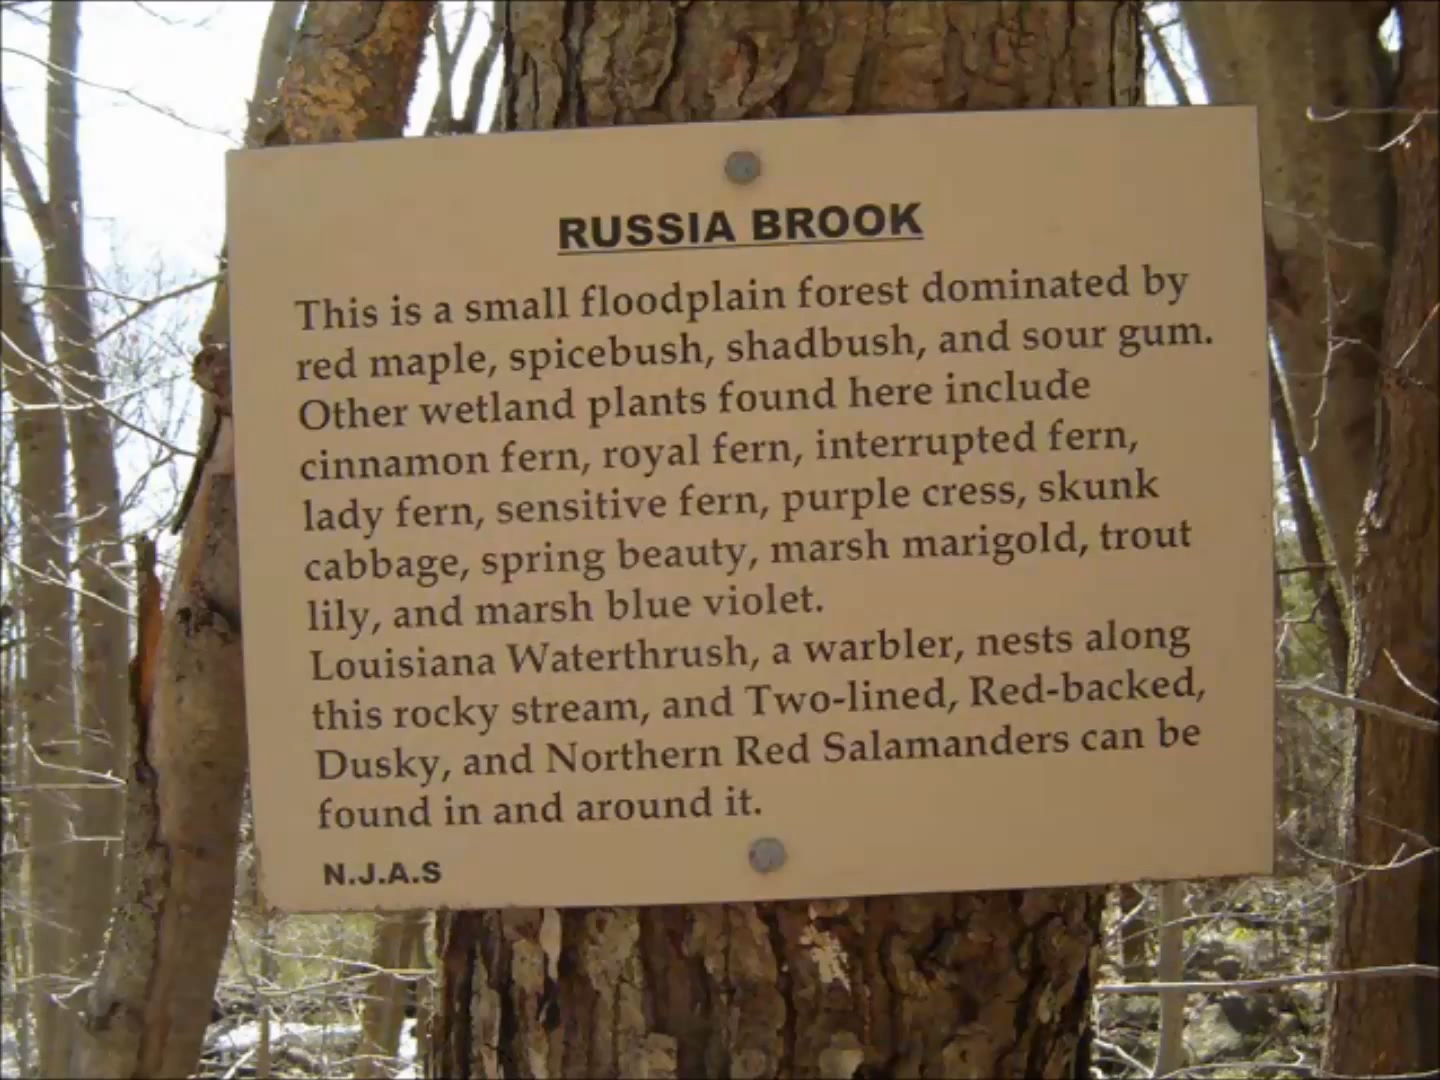 RUSSIA BROOK
This is a small floodplain forest dominated by
red maple, spicebush, shadbush, and sour gum.
Other wetland plants found here include
cinnamon fern, royal fern, interrupted fern,
lady fern, sensitive fern, purple cress, skunk
cabbage, spring beauty, marsh marigold, trout
lily, and marsh blue violet.
Louisiana Waterthrush, a warbler, nests along
this rocky stream, and Two-lined, Red-backed,
Dusky, and Northern Red Salamanders can be
found in and around it.
N.J.A.S